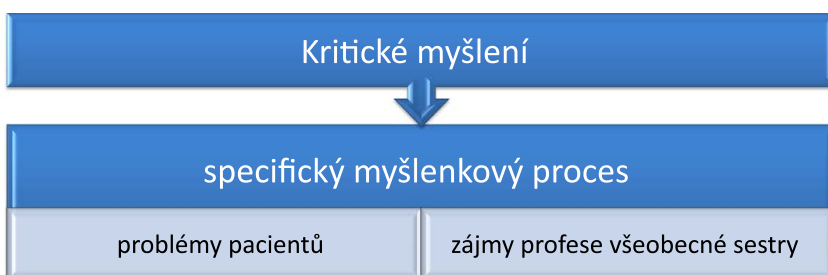 Kritické myšlení
specifický myšlenkový proces
problémy pacientů
zájmy profese všeobecné sestry